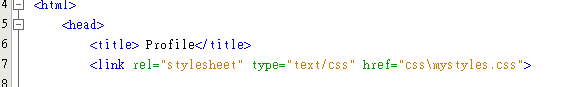 4 <html>
5 <head>
6 <title> Profile</title>
7 <link rel="stylesheet" type="text/css" href="css\mystyles.css">
8